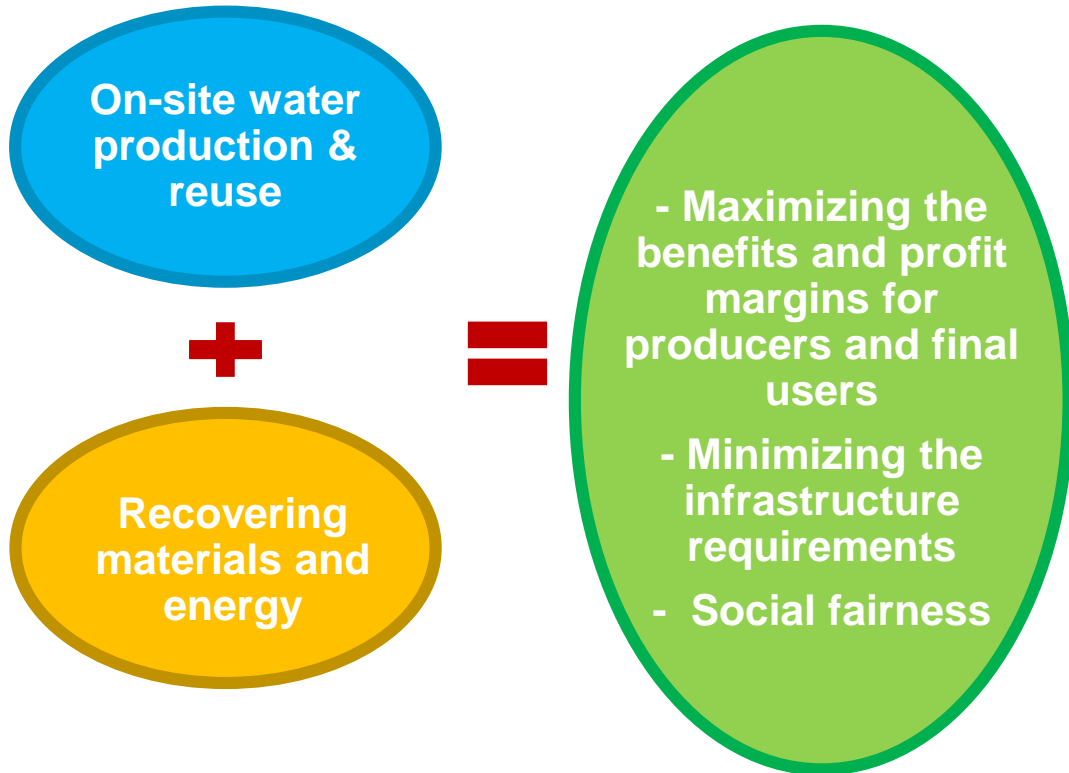 On-site water
production &
reuse
+
Recovering
materials and
energy
=
- Maximizing the
benefits and profit
margins for
producers and final
users
- Minimizing the
infrastructure
requirements
- Social fairness